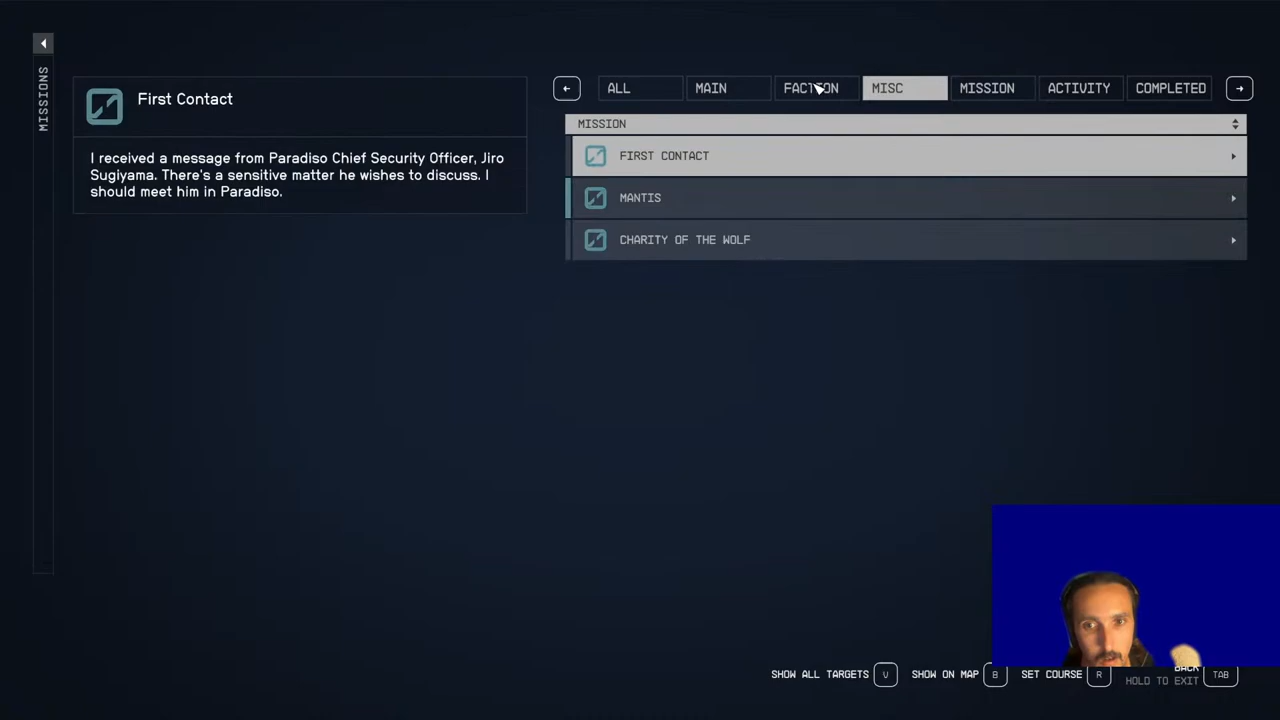 MISSIONS
First Contact
I received a message from Paradiso Chief Security Officer, Jiro
Sugiyama. There's a sensitive matter he wishes to discuss. I
should meet him in Paradiso.
ALL
MAIN
FACTION
MISC
MISSION
ACTIVITY
COMPLETED
MISSION
FIRST CONTACT
MANTIS
CHARITY OF THE WOLF
SHOW ALL TARGETS V
SHOW ON MAP B
SET COURSE R
BACK
HOLD TO EXIT TAB